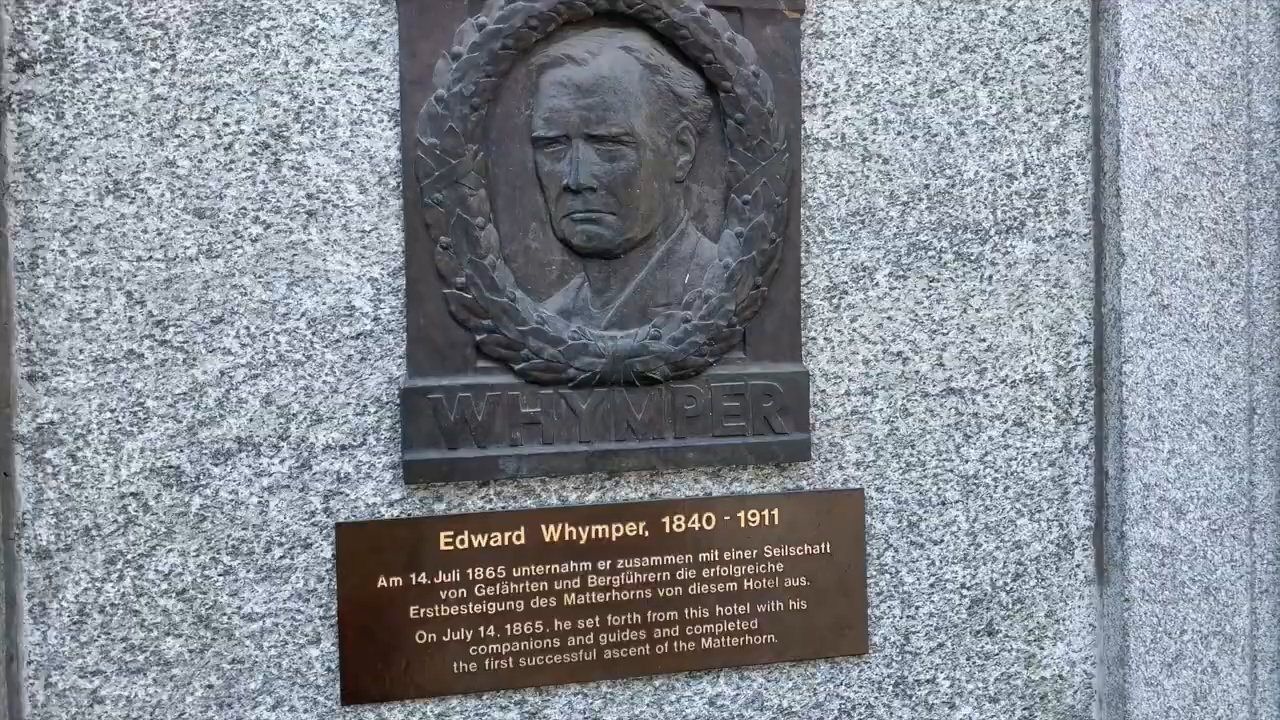 WHYMPER
Edward Whymper, 1840 - 1911
Am 14. Juli 1865 unternahm er zusammen mit einer Seilschaft
von Gefährten und Bergführern die erfolgreiche
Erstbesteigung des Matterhorns von diesem Hotel aus.
On July 14. 1865. he set forth from this hotel with his
companions and guides and completed
the first successful ascent of the Matterhorn.